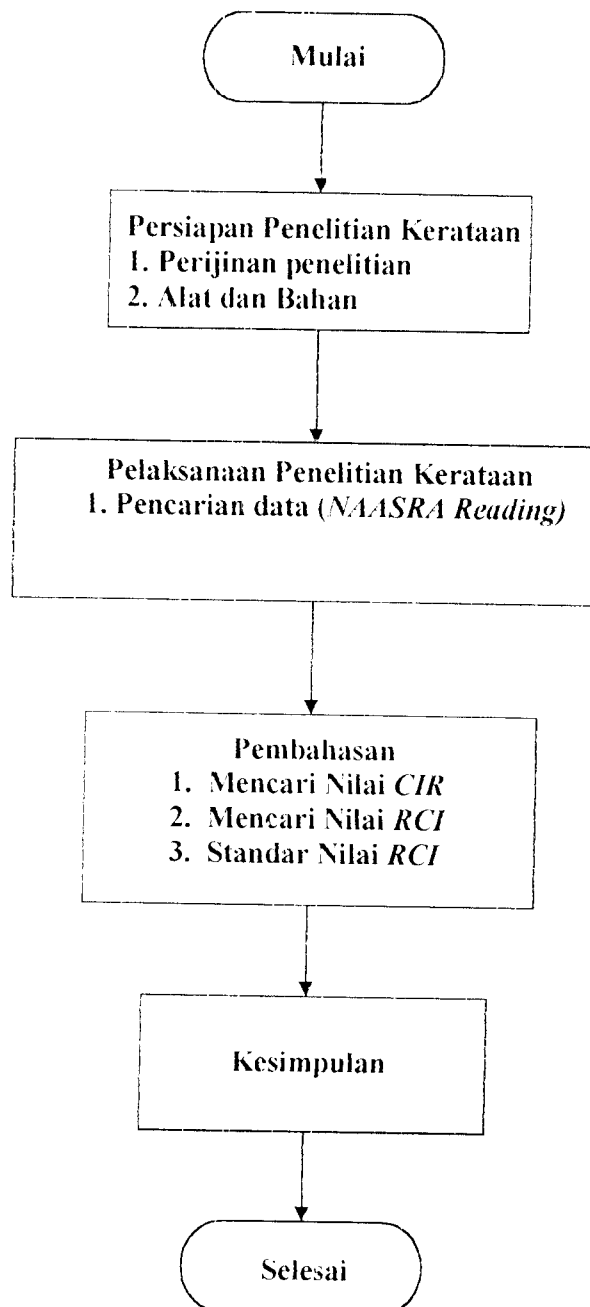 Mulai
Persiapan Penelitian Kerataan
1. Perijinan penelitian
2. Alat dan Bahan
Pelaksanaan Penelitian Kerataan
1. Pencarian data (NAASRA Reading)
Pembahasan
1. Mencari Nilai CIR
2. Mencari Nilai RCI
3. Standar Nilai RCI
Kesimpulan
Selesai